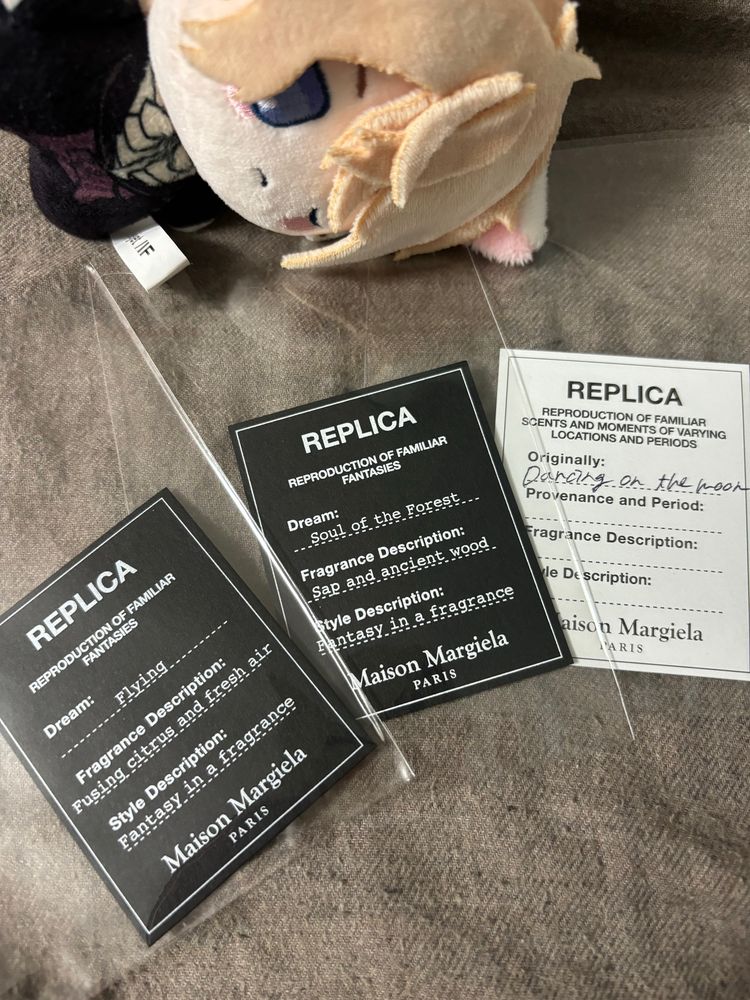 REPLICA
REPRODUCTION OF FAMILIAR
FANTASIES
Dream: Flying
Fragrance Description:
Fusing citrus and fresh air
Style Description:
Fantasy in a fragrance
Maison Margiela
PARIS
REPLICA
REPRODUCTION OF FAMILIAR
FANTASIES
Dream:
Soul of the Forest
Fragrance Description:
Sap and ancient wood
Style Description:
Fantasy in a fragrance
Maison Margiela
PARIS
REPLICA
REPRODUCTION OF FAMILIAR
SCENTS AND MOMENTS OF VARYING
LOCATIONS AND PERIODS
Originally:
Dancing on the moon
Provenance and Period:
Fragrance Description:
Style Description:
Maison Margiela
PARIS